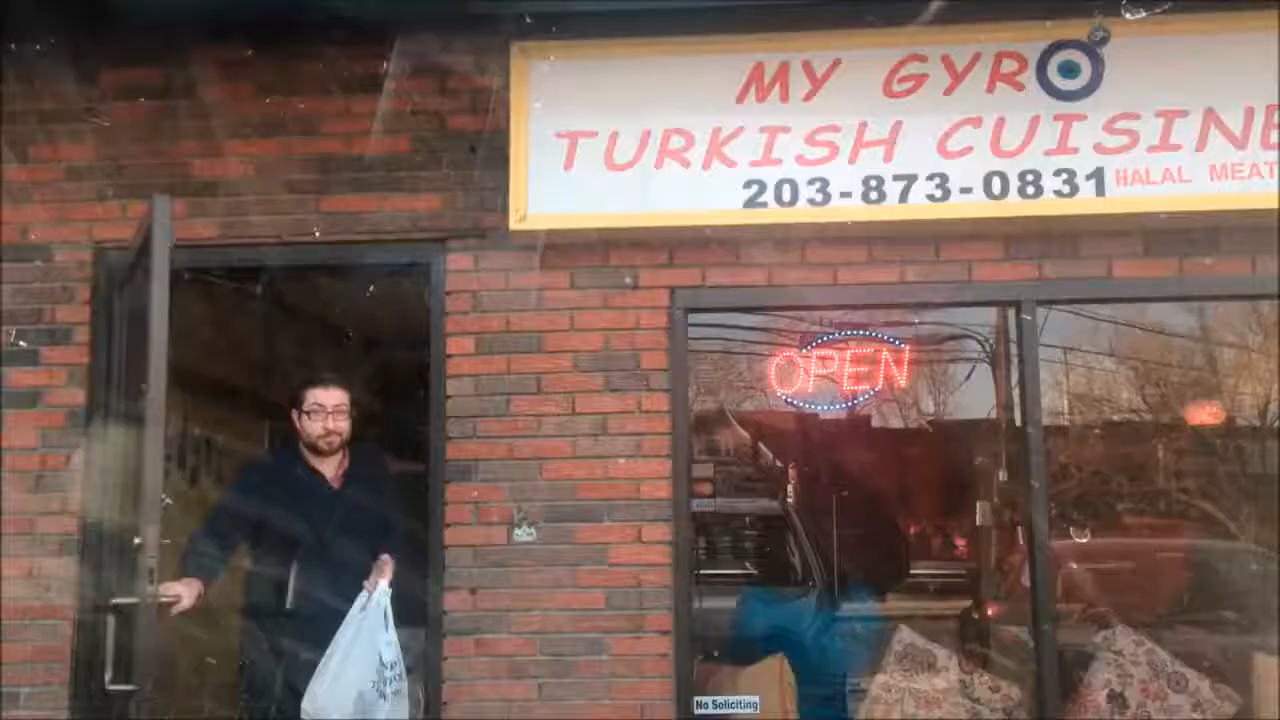 MY GYRO
TURKISH CUISINE
203-873-0831 HALAL MEAT
OPEN
No Soliciting